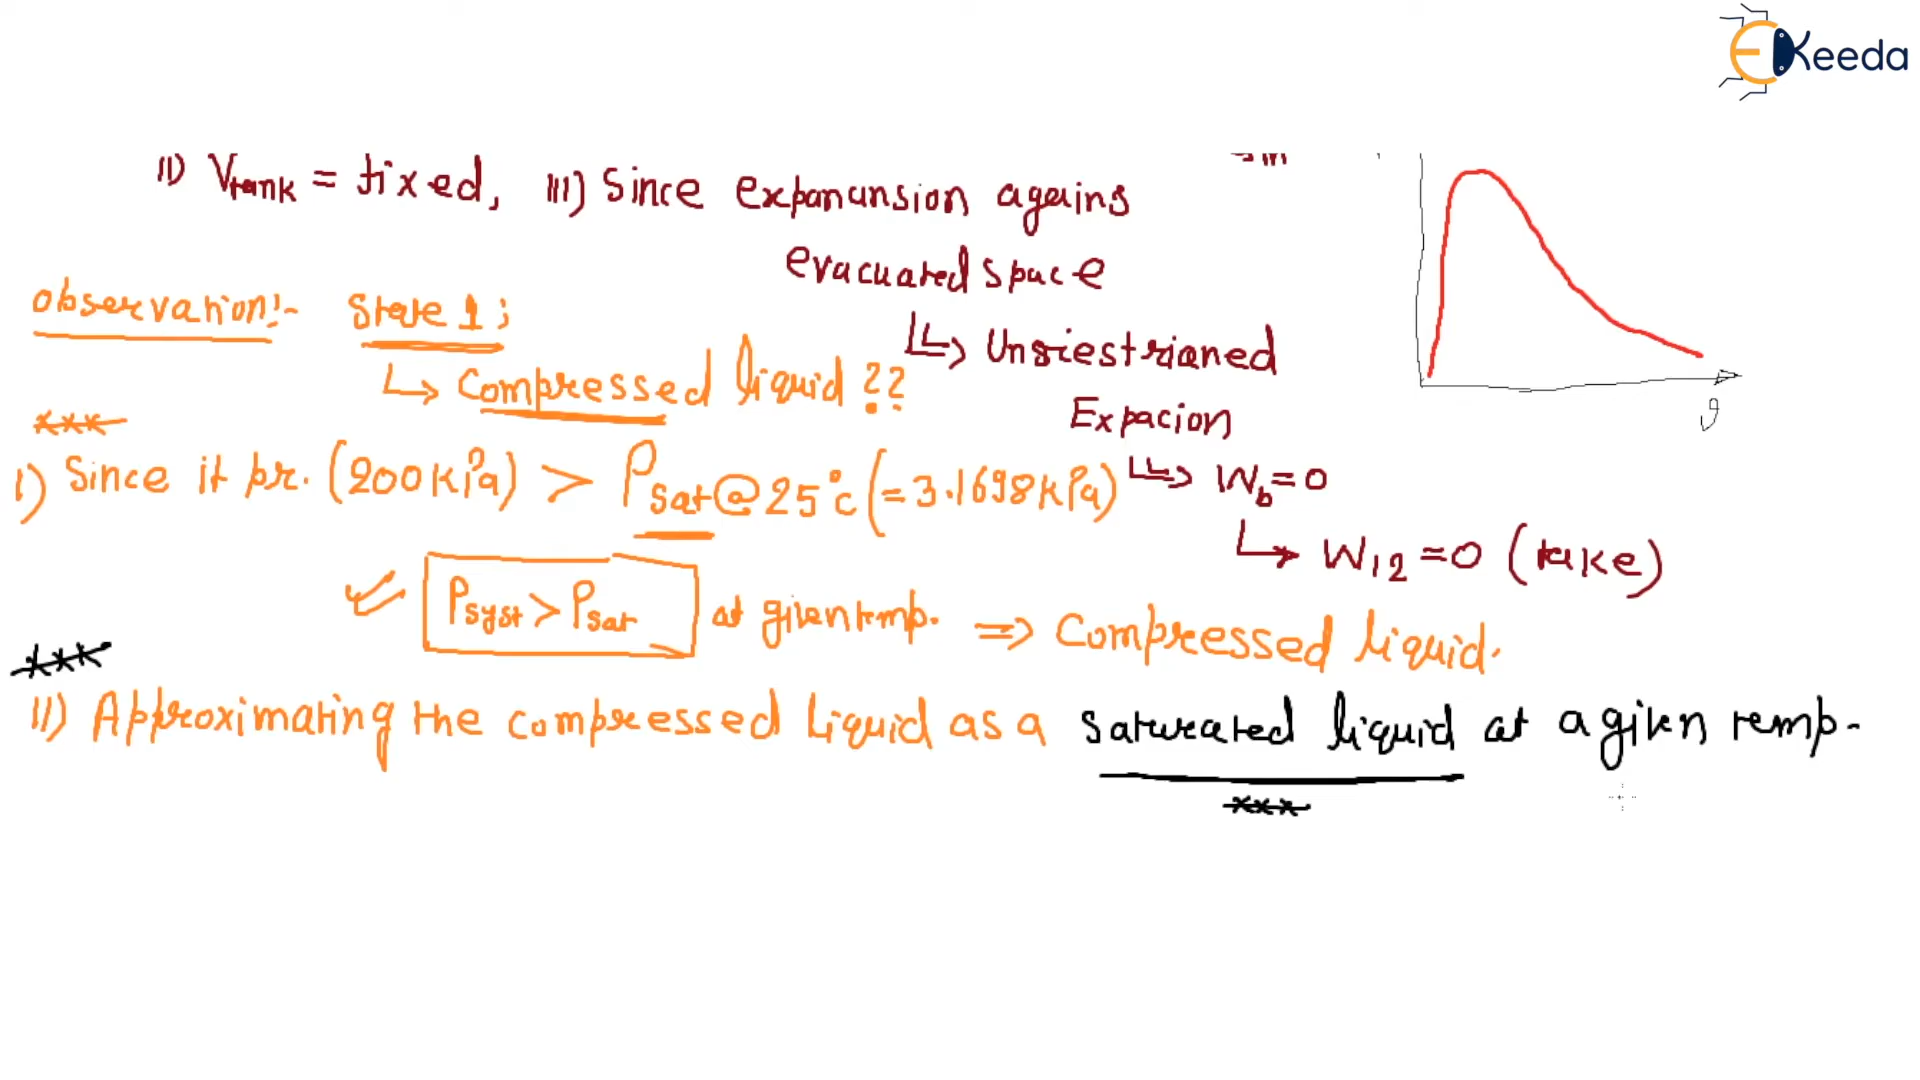 EKeeda
II) Vtank = fixed, III) Since expanansion agains
evacuated space
observation:- State 1:
↳ Unsiestrianed
↳ Compressed liquid ??
Expacion
I) Since it pr. (200 kPa) > Psat @ 25°C (= 3.1698 kPa)
↳ Wb = 0
↳ W12 = 0 (take)
Psyst > Psat at given temp. ⇒ Compressed liquid.
II) Approximating the compressed liquid as a saturated liquid at a given temp.